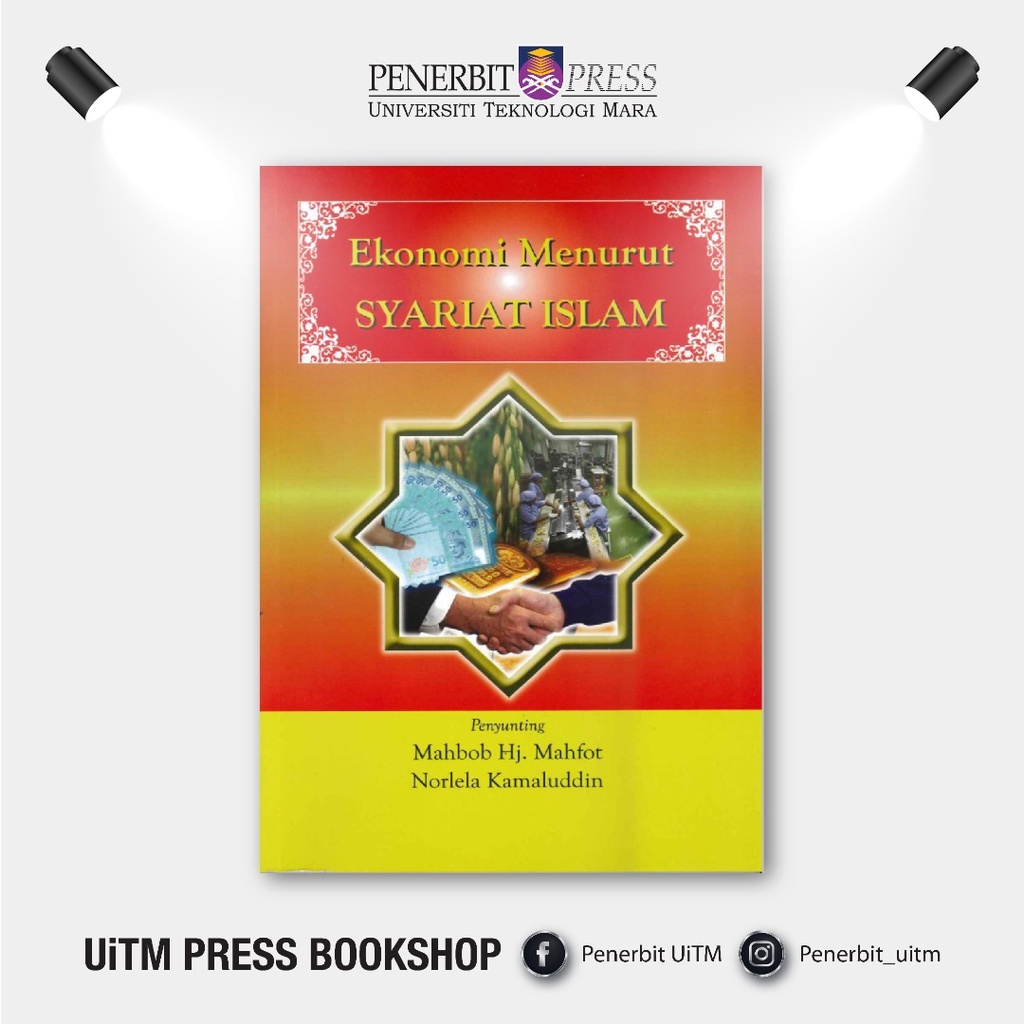 PENERBIT PRESS
UNIVERSITI TEKNOLOGI MARA
Ekonomi Menurut
SYARIAT ISLAM
50
Penyunting
Mahbob Hj. Mahfot
Norlela Kamaluddin
UiTM PRESS BOOKSHOP
Penerbit UiTM
Penerbit_uitm